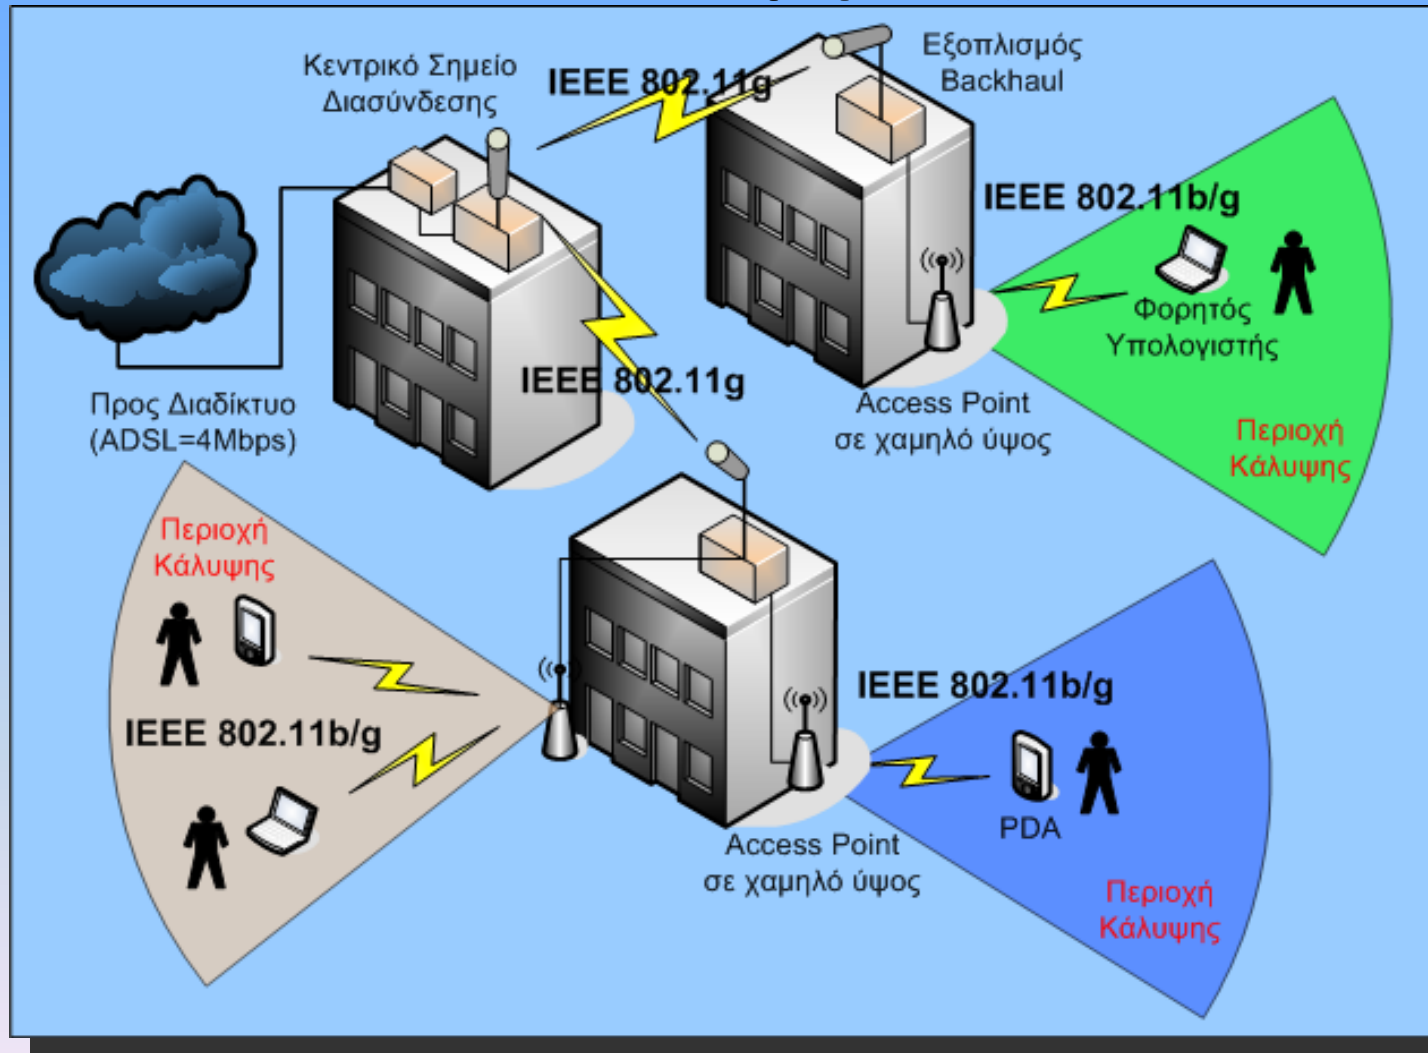 Κεντρικό Σημείο
Διασύνδεσης
IEEE 802.11g
Εξοπλισμός
Backhaul
IEEE 802.11b/g
Φορητός
Υπολογιστής
Περιοχή
Κάλυψης
Access Point
σε χαμηλό ύψος
IEEE 802.11g
Προς Διαδίκτυο
(ADSL=4Mbps)
Περιοχή
Κάλυψης
IEEE 802.11b/g
IEEE 802.11b/g
PDA
Access Point
σε χαμηλό ύψος
Περιοχή
Κάλυψης